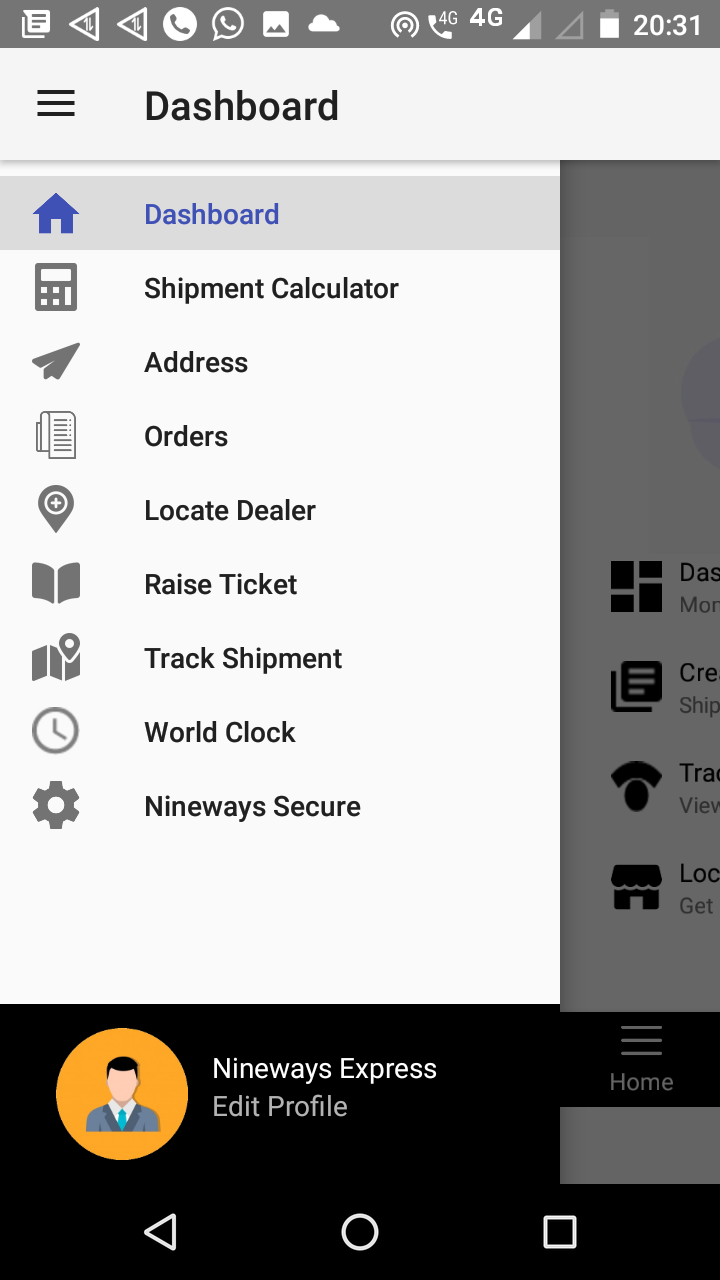 4G 4G 20:31
Dashboard
Dashboard
Shipment Calculator
Address
Orders
Locate Dealer
Raise Ticket
Track Shipment
World Clock
Nineways Secure
Das
Mor
Crea
Ship
Trac
View
Loc
Get
Nineways Express
Edit Profile
Home